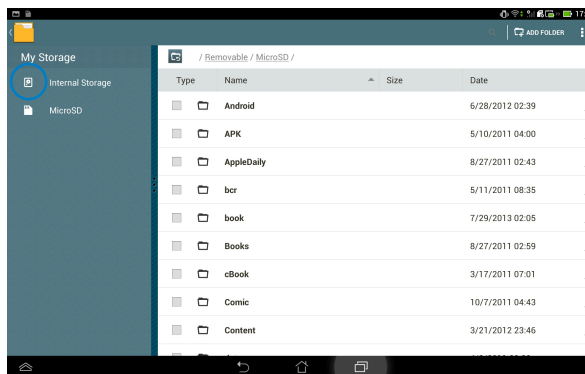 17:
ADD FOLDER
My Storage
/ Removable / MicroSD /
Internal Storage
Type Name Size Date
MicroSD
Android 6/28/2012 02:39
APK 5/10/2011 04:00
AppleDaily 8/27/2011 02:43
bcr 5/11/2011 08:35
book 7/29/2013 02:05
Books 8/27/2011 02:59
cBook 3/17/2011 07:01
Comic 10/7/2011 04:43
Content 3/21/2012 23:46